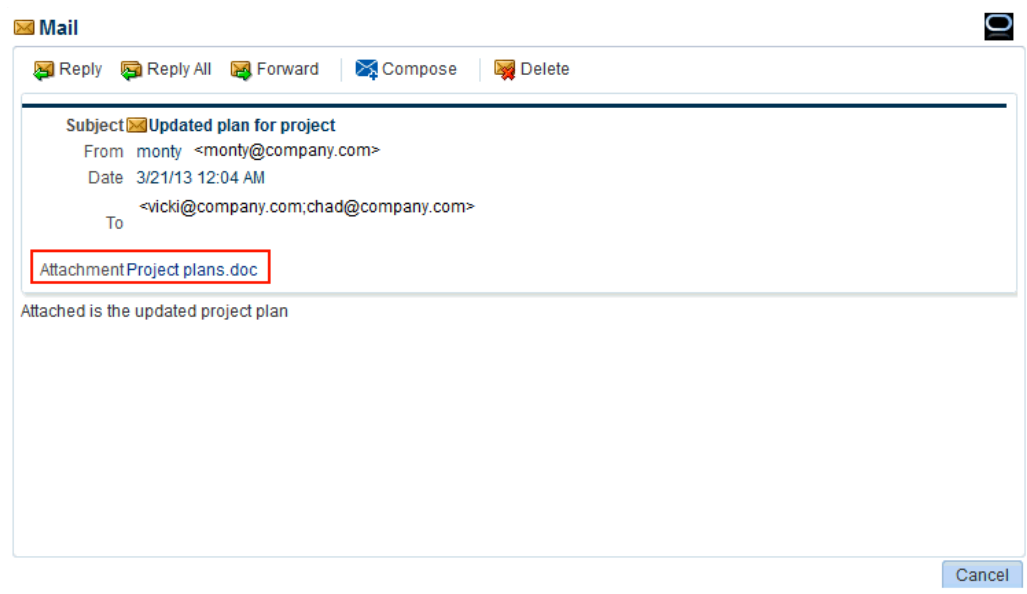 Mail
Reply Reply All Forward Compose Delete
Subject Updated plan for project
From monty <monty@company.com>
Date 3/21/13 12:04 AM
<vicki@company.com;chad@company.com>
To
Attachment Project plans.doc
Attached is the updated project plan
Cancel